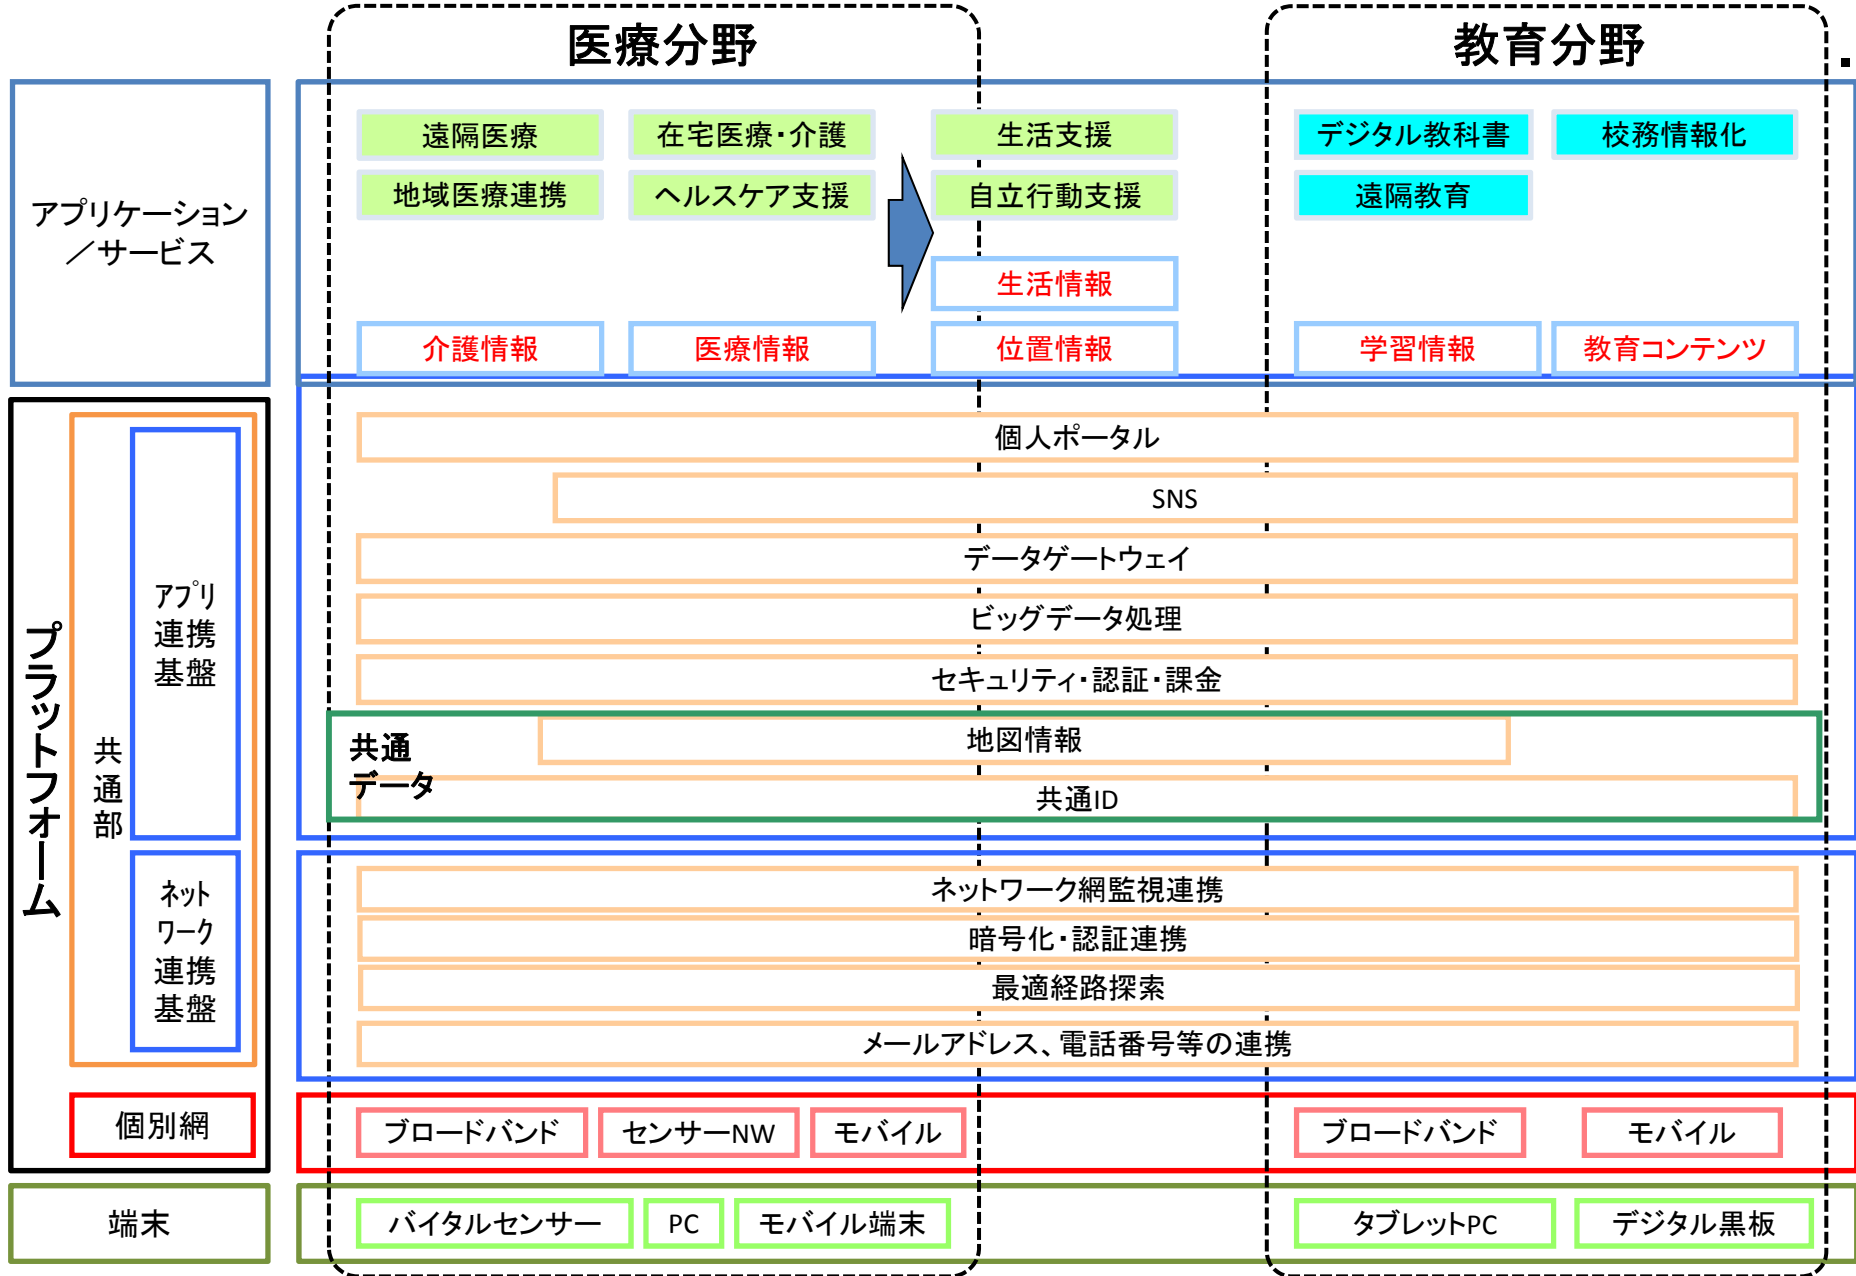 医療分野
教育分野
アプリケーション
／サービス
遠隔医療
在宅医療・介護
生活支援
デジタル教科書
校務情報化
地域医療連携
ヘルスケア支援
自立行動支援
遠隔教育
生活情報
介護情報
医療情報
位置情報
学習情報
教育コンテンツ
プラットフォーム
共通部
アプリ
連携
基盤
個人ポータル
SNS
データゲートウェイ
ビッグデータ処理
セキュリティ・認証・課金
共通
データ
地図情報
共通ID
ネット
ワーク
連携
基盤
ネットワーク網監視連携
暗号化・認証連携
最適経路探索
メールアドレス、電話番号等の連携
個別網
ブロードバンド
センサーNW
モバイル
ブロードバンド
モバイル
端末
バイタルセンサー
PC
モバイル端末
タブレットPC
デジタル黒板